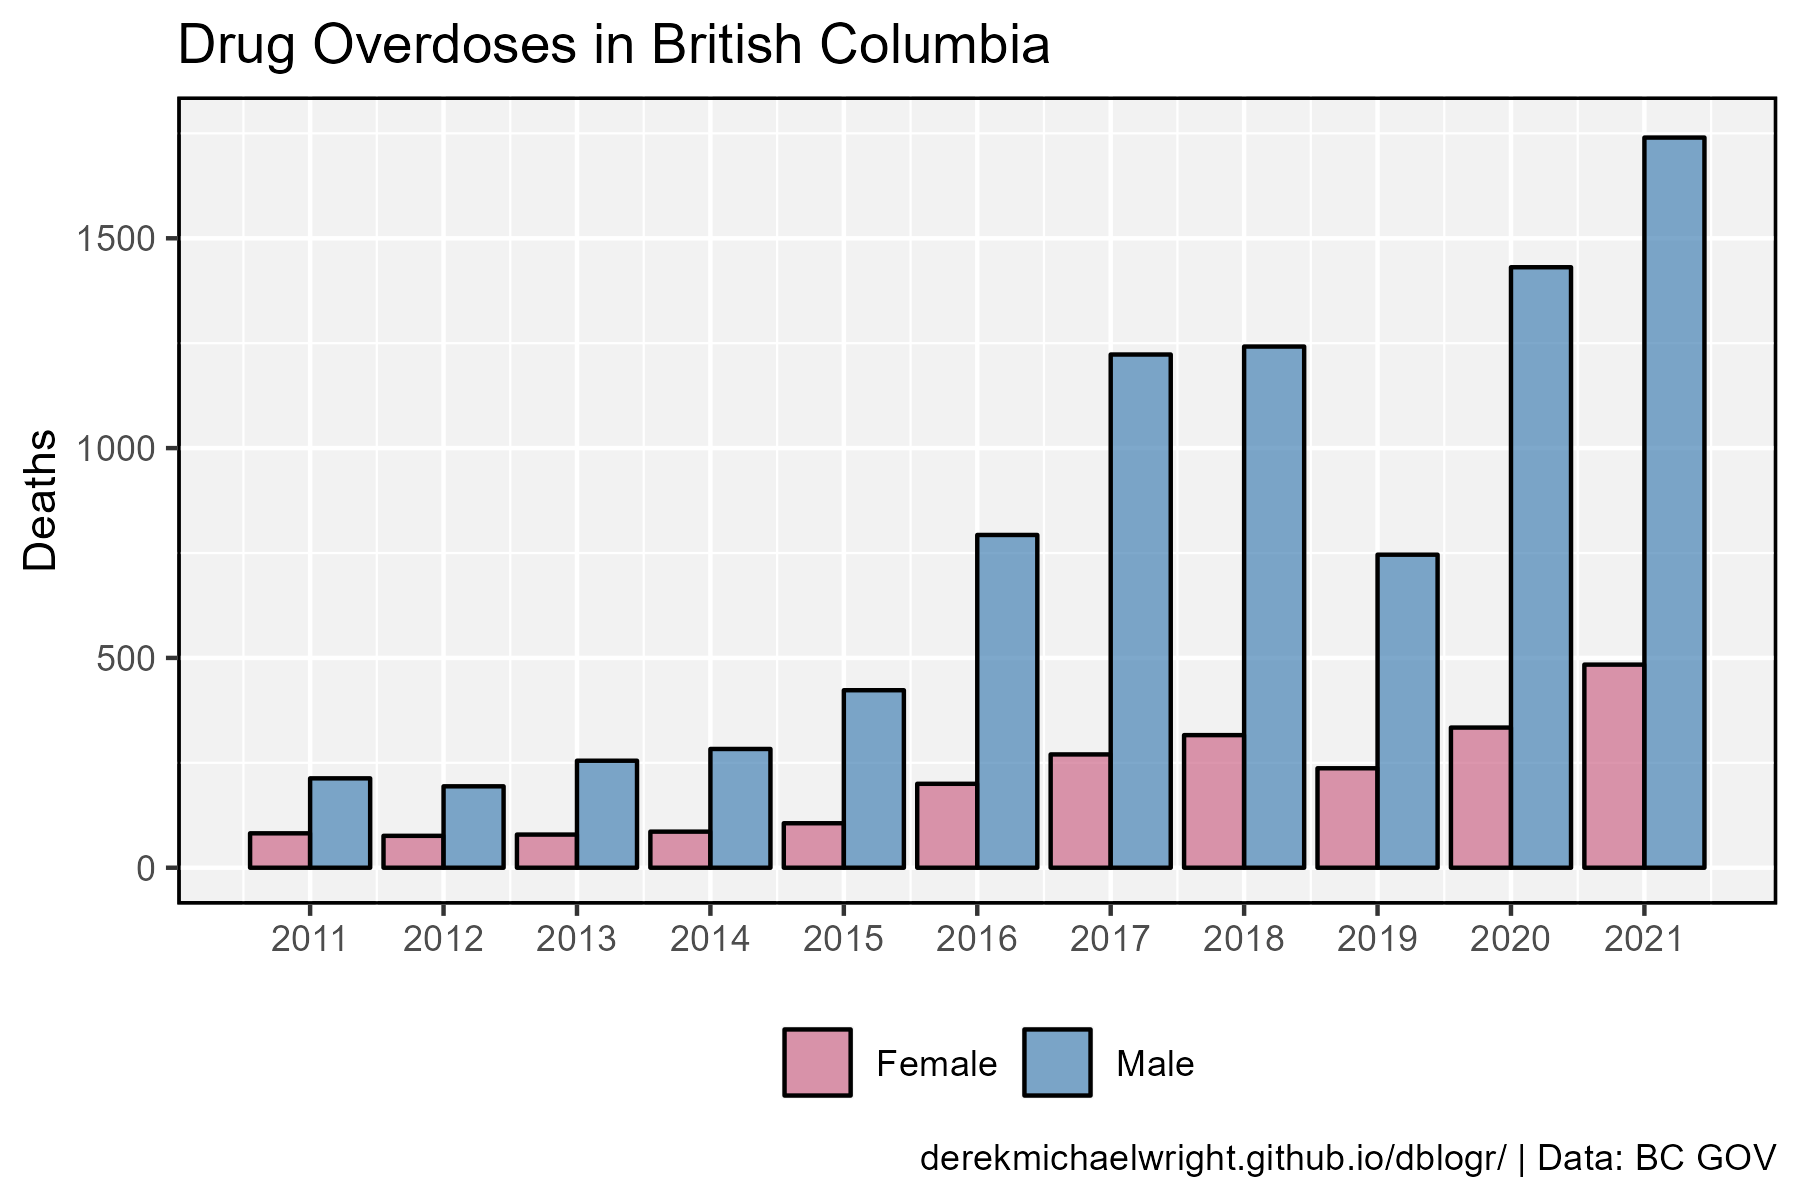 Drug Overdoses in British Columbia
Deaths
1500
1000
500
0
2011 2012 2013 2014 2015 2016 2017 2018 2019 2020 2021
Female Male
derekmichaelwright.github.io/dblogr/ | Data: BC GOV